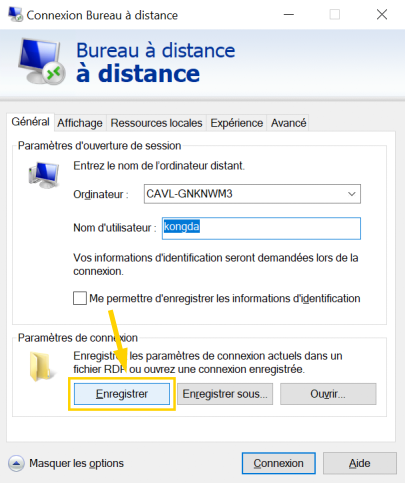 Connexion Bureau à distance
Bureau à distance
à distance
Général Affichage Ressources locales Expérience Avancé
Paramètres d'ouverture de session
Entrez le nom de l'ordinateur distant.
Ordinateur : CAVL-GNKNWM3
Nom d'utilisateur : kongda
Vos informations d'identification seront demandées lors de la
connexion.
Me permettre d'enregistrer les informations d'identification
Paramètres de connexion
Enregistrer les paramètres de connexion actuels dans un
fichier RDP ou ouvrez une connexion enregistrée.
Enregistrer Enregistrer sous... Ouvrir...
Masquer les options Connexion Aide